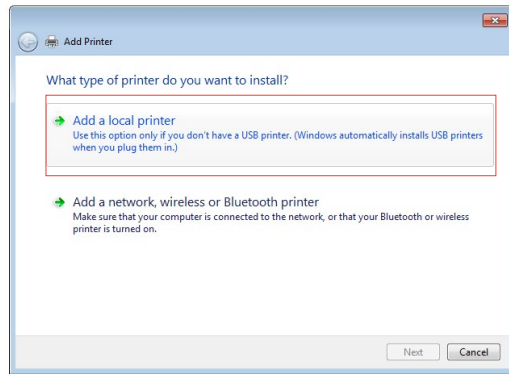 Add Printer
What type of printer do you want to install?
Add a local printer
Use this option only if you don't have a USB printer. (Windows automatically installs USB printers
when you plug them in.)
Add a network, wireless or Bluetooth printer
Make sure that your computer is connected to the network, or that your Bluetooth or wireless
printer is turned on.
Next Cancel